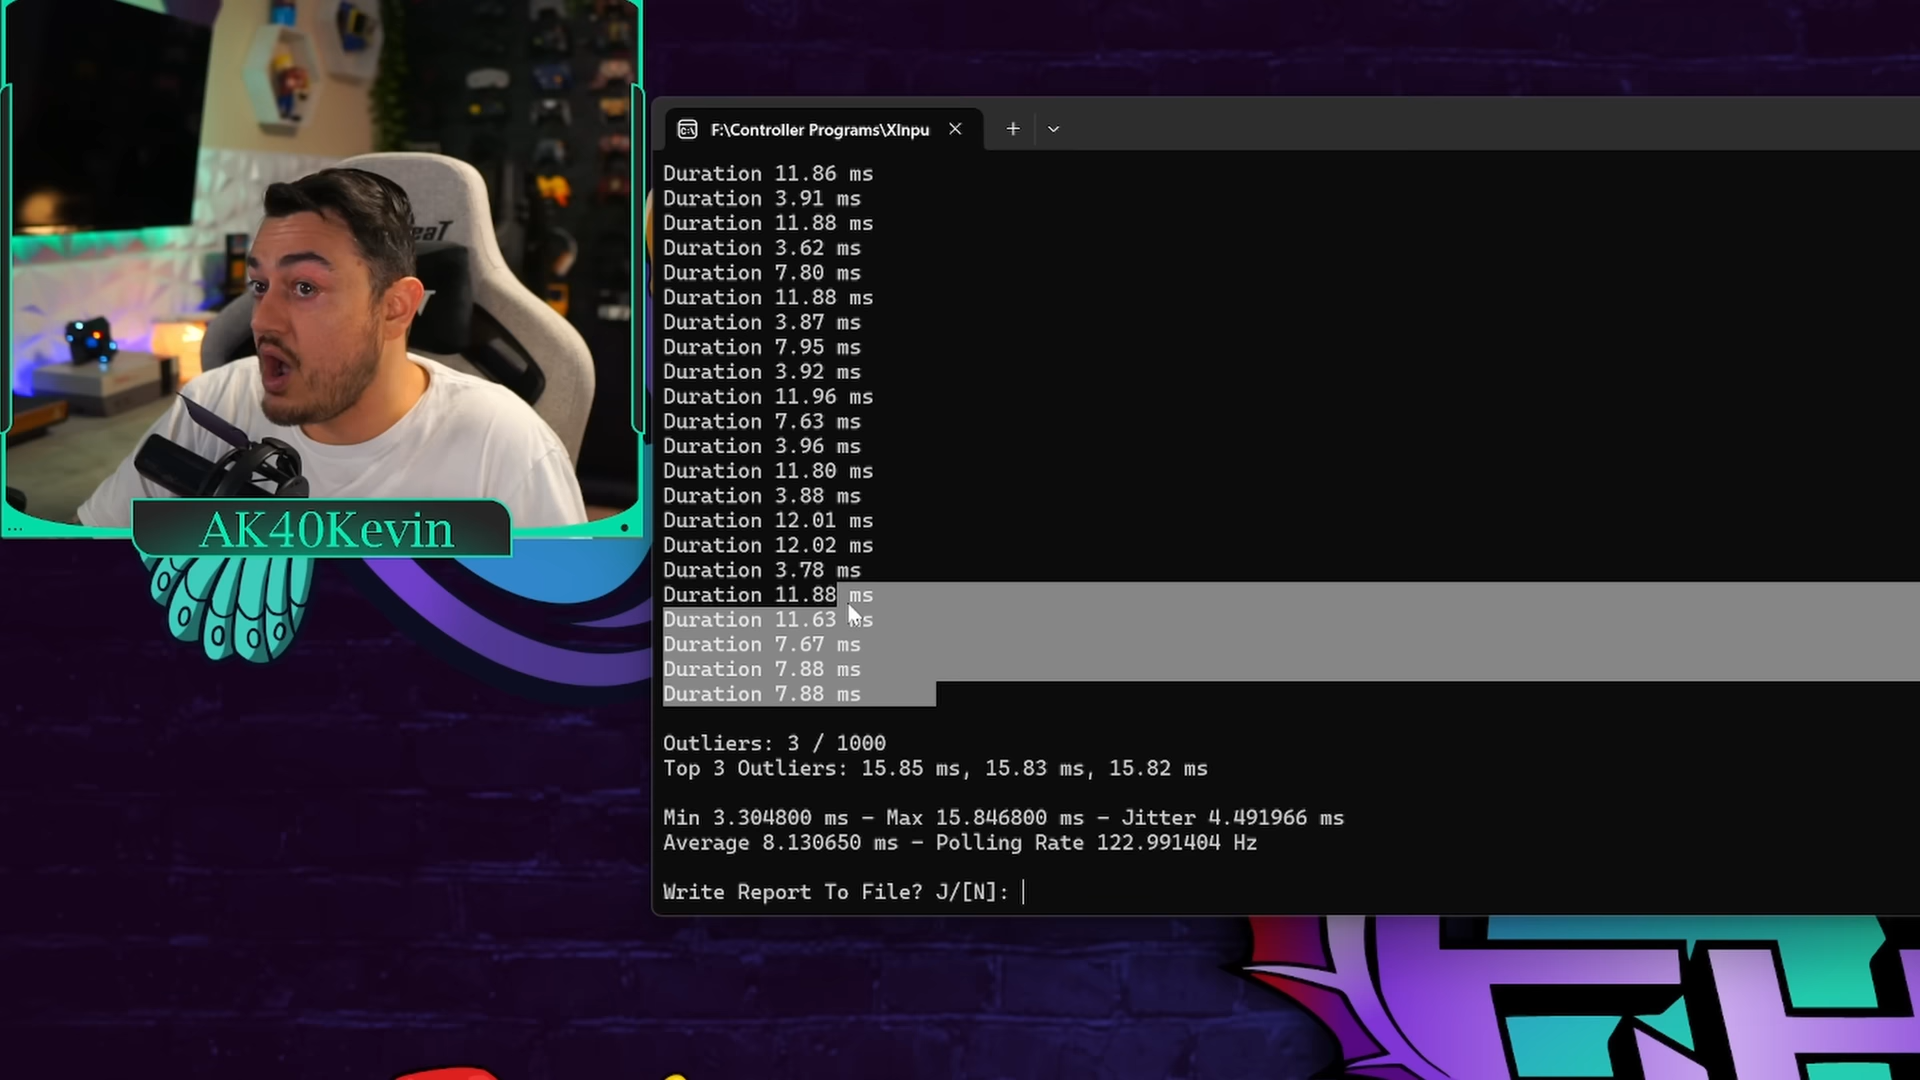 F:\Controller Programs\XInpu
Duration 11.86 ms
Duration 3.91 ms
Duration 11.88 ms
Duration 3.62 ms
Duration 7.80 ms
Duration 11.88 ms
Duration 3.87 ms
Duration 7.95 ms
Duration 3.92 ms
Duration 11.96 ms
Duration 7.63 ms
Duration 3.96 ms
Duration 11.80 ms
Duration 3.88 ms
Duration 12.01 ms
Duration 12.02 ms
Duration 3.78 ms
Duration 11.88 ms
Duration 11.63 ms
Duration 7.67 ms
Duration 7.88 ms
Duration 7.88 ms
Outliers: 3 / 1000
Top 3 Outliers: 15.85 ms, 15.83 ms, 15.82 ms
Min 3.304800 ms – Max 15.846800 ms – Jitter 4.491966 ms
Average 8.130650 ms – Polling Rate 122.991404 Hz
Write Report To File? J/[N]:
AK40Kevin